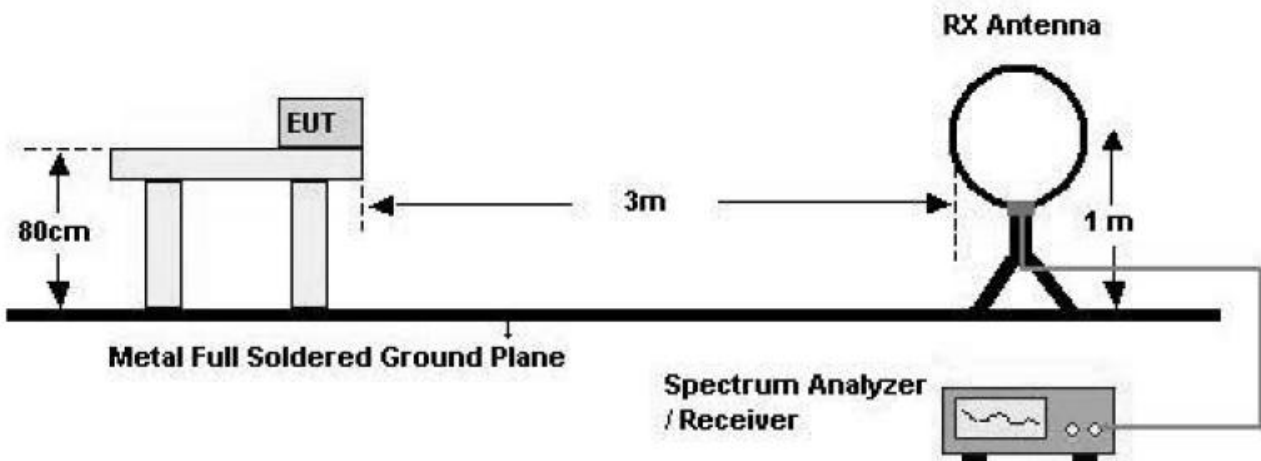 RX Antenna
EUT
80cm
3m
1 m
Metal Full Soldered Ground Plane
Spectrum Analyzer
/ Receiver